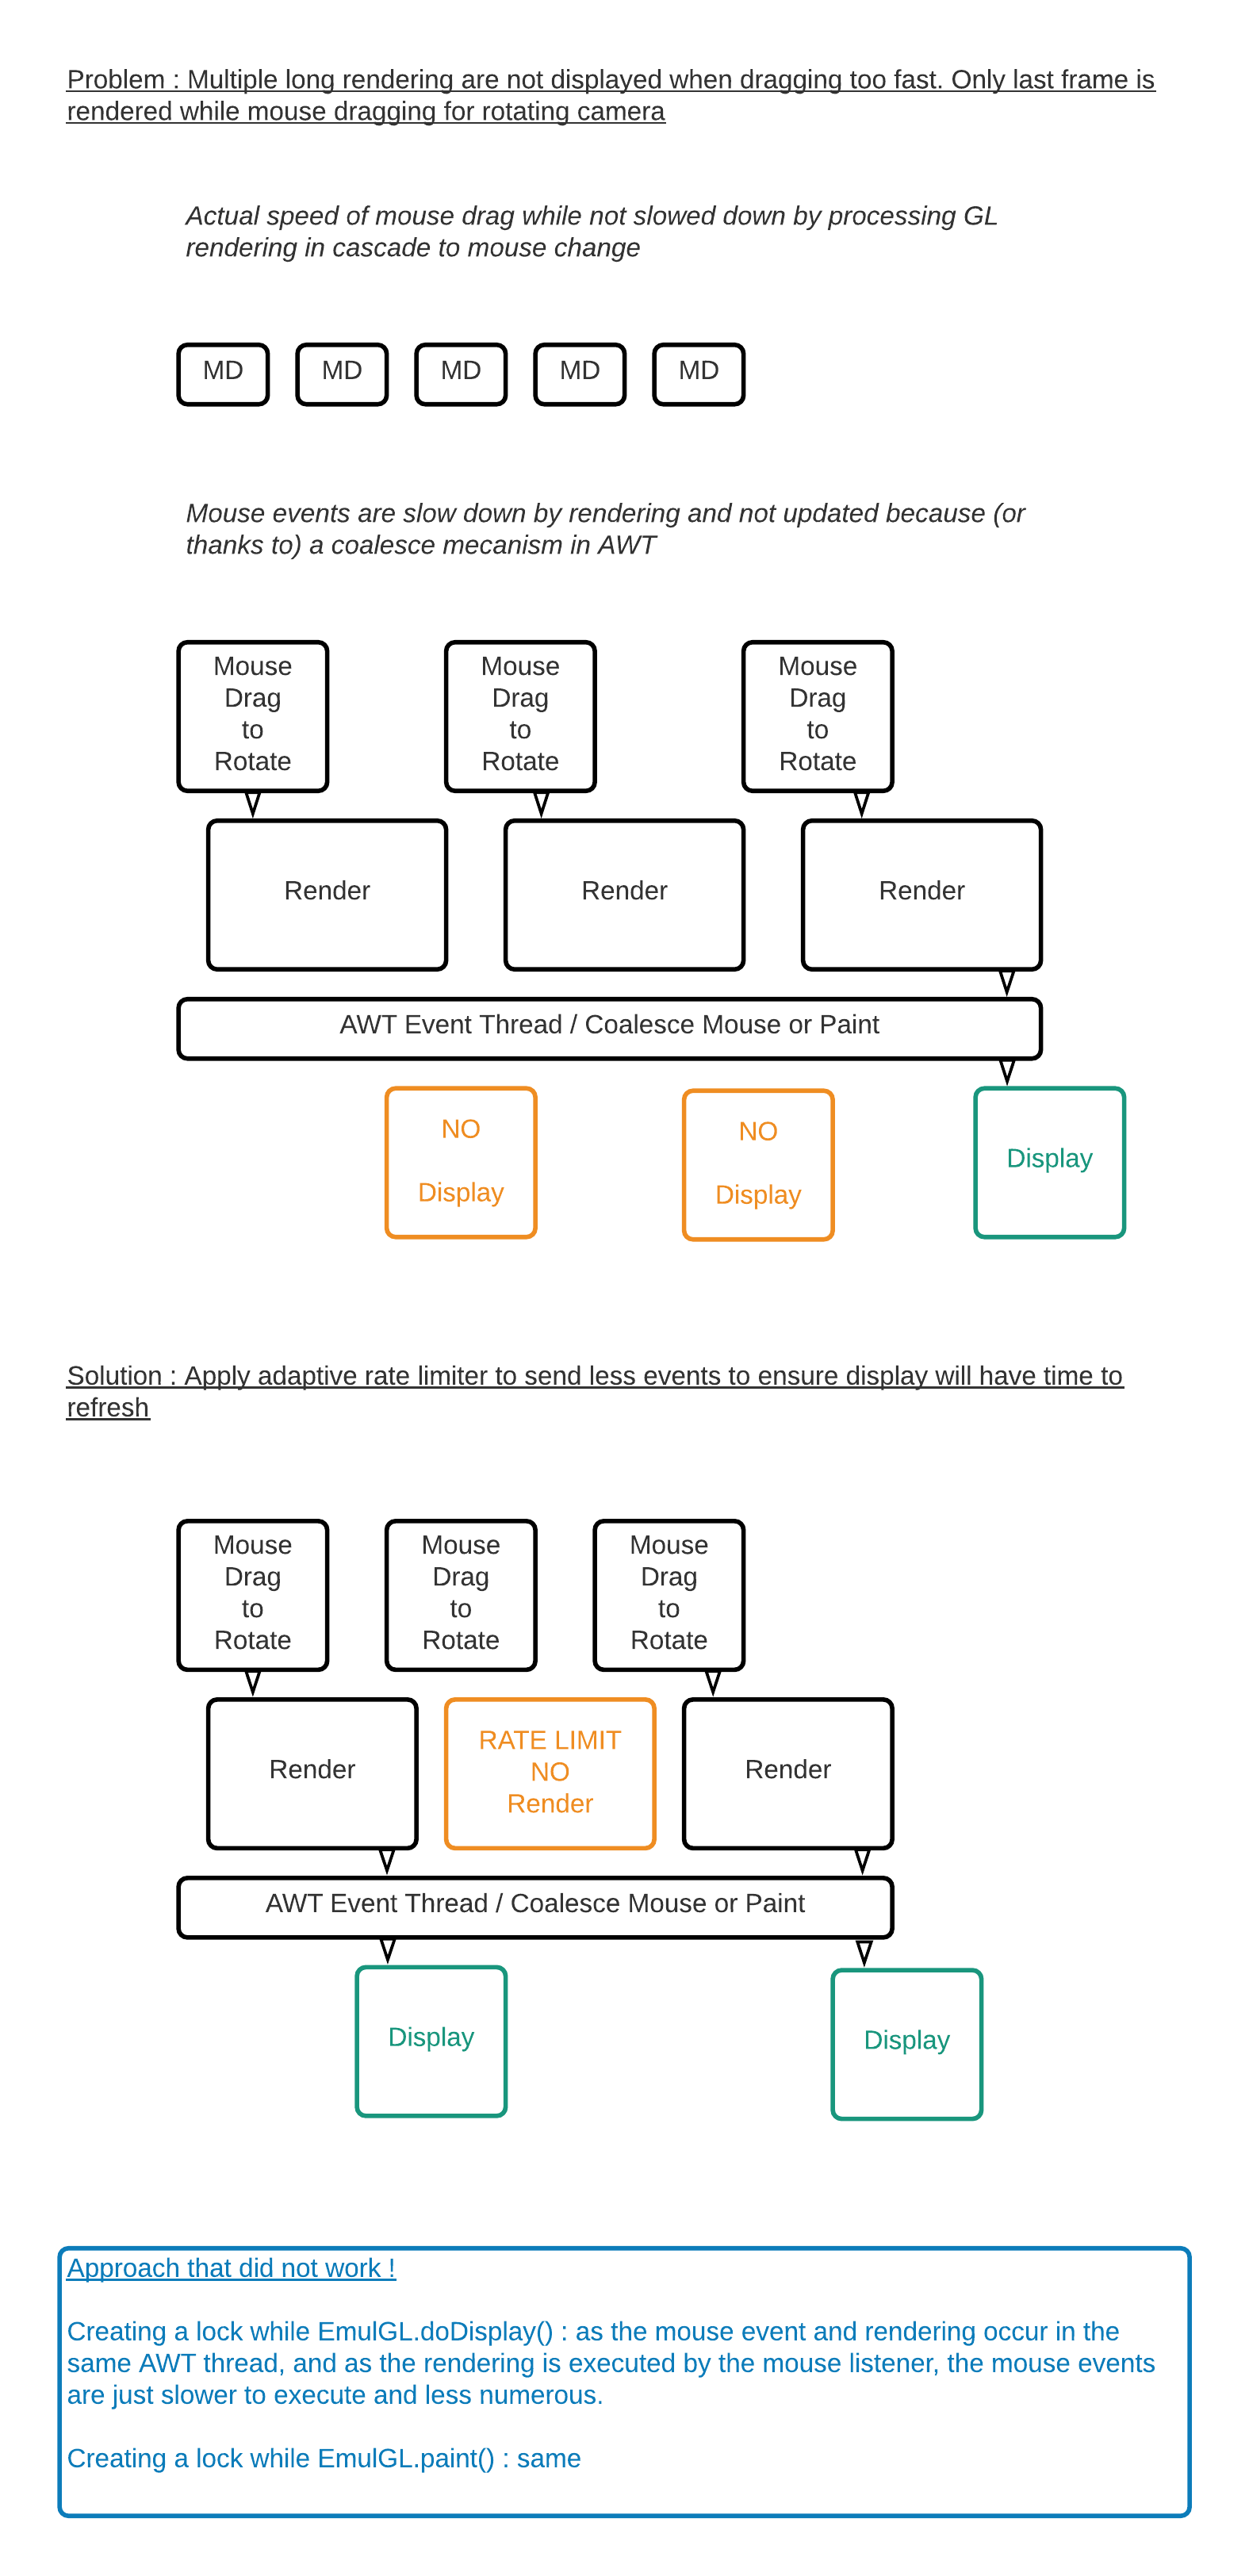 Problem : Multiple long rendering are not displayed when dragging too fast. Only last frame is
rendered while mouse dragging for rotating camera
Actual speed of mouse drag while not slowed down by processing GL
rendering in cascade to mouse change
MD MD MD MD MD
Mouse events are slow down by rendering and not updated because (or
thanks to) a coalesce mecanism in AWT
Mouse
Drag
to
Rotate
Mouse
Drag
to
Rotate
Mouse
Drag
to
Rotate
Render
Render
Render
AWT Event Thread / Coalesce Mouse or Paint
NO
Display
NO
Display
Display
Solution : Apply adaptive rate limiter to send less events to ensure display will have time to
refresh
Mouse
Drag
to
Rotate
Mouse
Drag
to
Rotate
Mouse
Drag
to
Rotate
Render
RATE LIMIT
NO
Render
Render
AWT Event Thread / Coalesce Mouse or Paint
Display
Display
Approach that did not work !
Creating a lock while EmulGL.doDisplay() : as the mouse event and rendering occur in the
same AWT thread, and as the rendering is executed by the mouse listener, the mouse events
are just slower to execute and less numerous.
Creating a lock while EmulGL.paint() : same